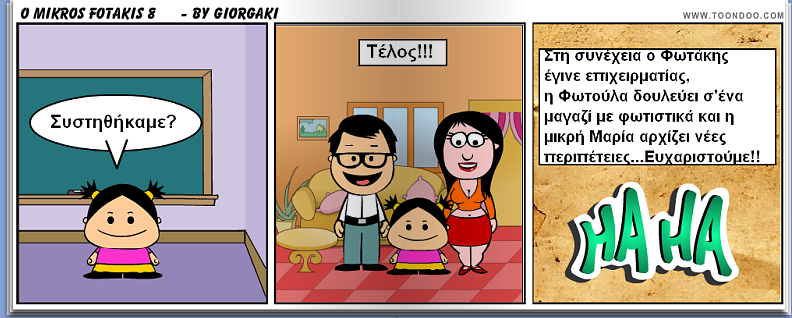 O MIKROS FOTAKIS 8 - BY GIORGAKI
WWW.TOONDOO.COM
Συστηθήκαμε?
Τέλος!!!
Στη συνέχεια ο Φωτάκης
έγινε επιχειρματίας,
η Φωτούλα δουλεύει σ'ένα
μαγαζί με φωτιστικά και η
μικρή Μαρία αρχίζει νέες
περιπέτειες...Ευχαριστούμε!!
HA HA